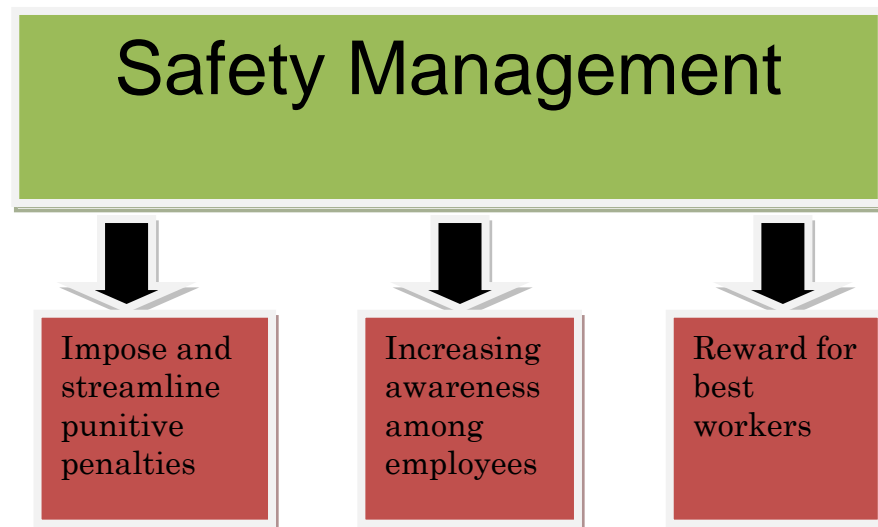 Safety Management
Impose and
streamline
punitive
penalties
Increasing
awareness
among
employees
Reward for
best
workers